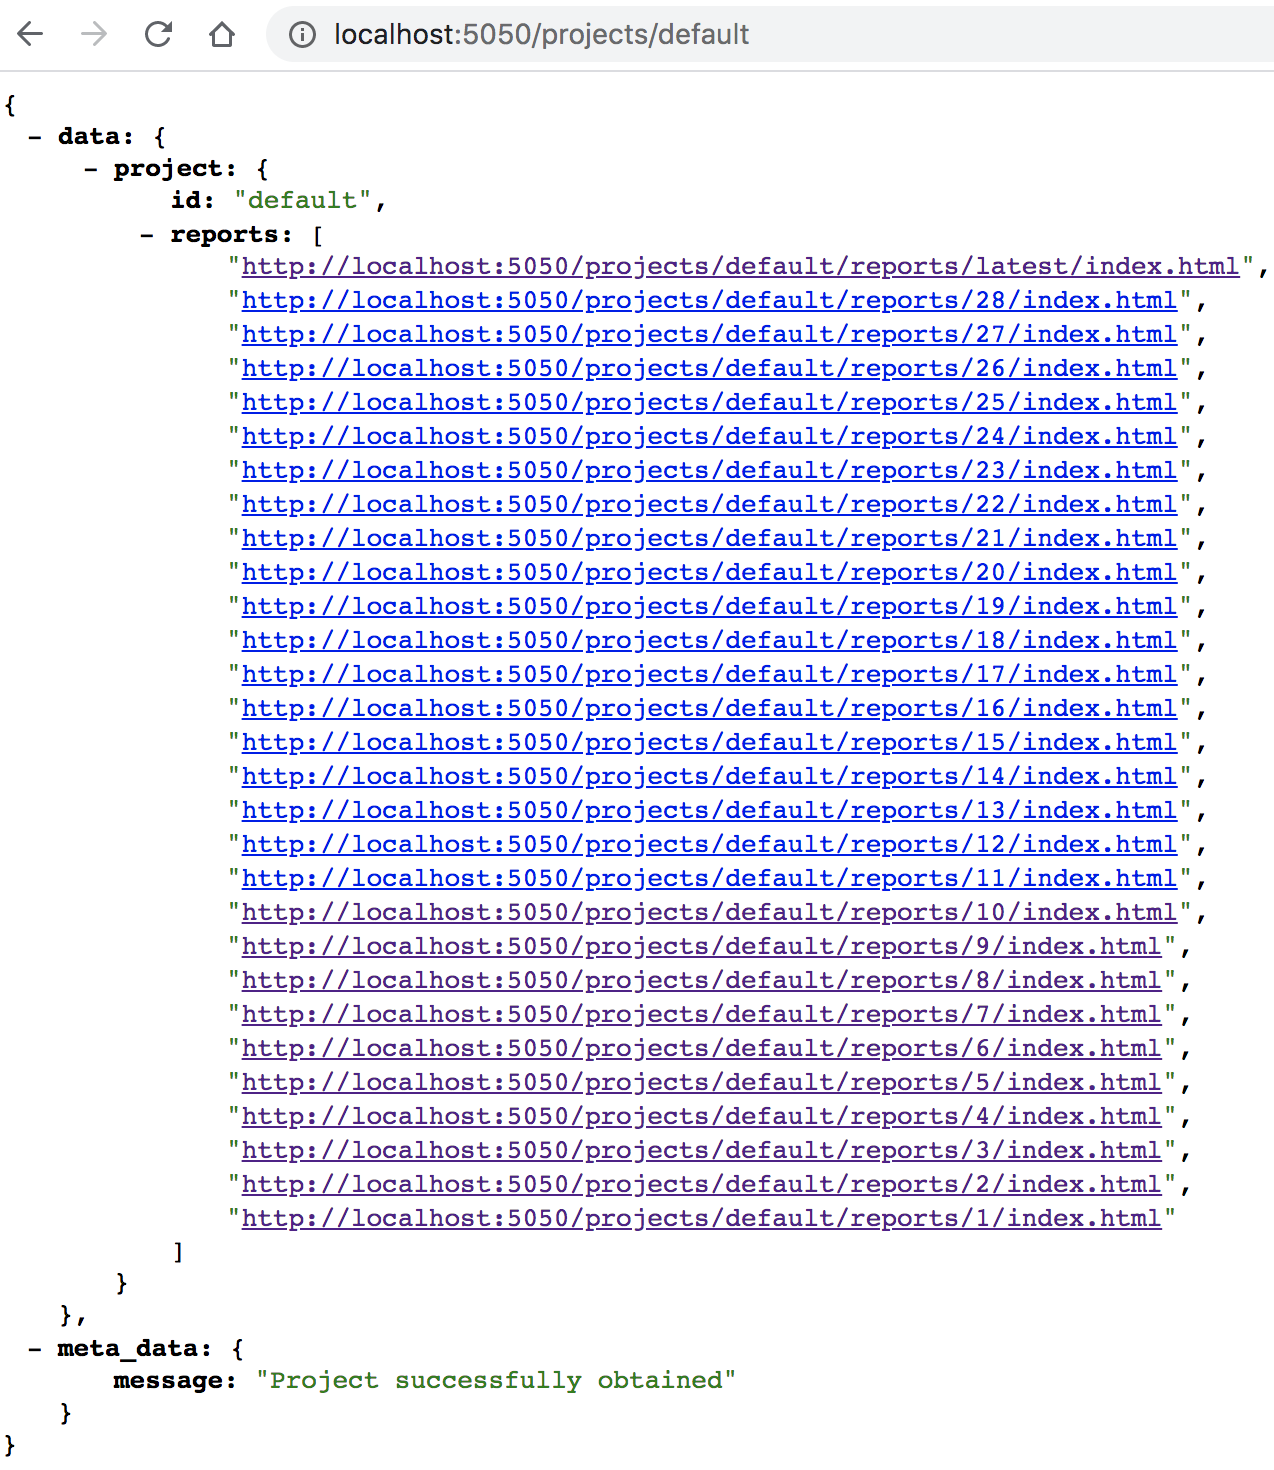 localhost:5050/projects/default
{
- data: {
- project: {
id: "default",
- reports: [
"http://localhost:5050/projects/default/reports/latest/index.html",
"http://localhost:5050/projects/default/reports/28/index.html",
"http://localhost:5050/projects/default/reports/27/index.html",
"http://localhost:5050/projects/default/reports/26/index.html",
"http://localhost:5050/projects/default/reports/25/index.html",
"http://localhost:5050/projects/default/reports/24/index.html",
"http://localhost:5050/projects/default/reports/23/index.html",
"http://localhost:5050/projects/default/reports/22/index.html",
"http://localhost:5050/projects/default/reports/21/index.html",
"http://localhost:5050/projects/default/reports/20/index.html",
"http://localhost:5050/projects/default/reports/19/index.html",
"http://localhost:5050/projects/default/reports/18/index.html",
"http://localhost:5050/projects/default/reports/17/index.html",
"http://localhost:5050/projects/default/reports/16/index.html",
"http://localhost:5050/projects/default/reports/15/index.html",
"http://localhost:5050/projects/default/reports/14/index.html",
"http://localhost:5050/projects/default/reports/13/index.html",
"http://localhost:5050/projects/default/reports/12/index.html",
"http://localhost:5050/projects/default/reports/11/index.html",
"http://localhost:5050/projects/default/reports/10/index.html",
"http://localhost:5050/projects/default/reports/9/index.html",
"http://localhost:5050/projects/default/reports/8/index.html",
"http://localhost:5050/projects/default/reports/7/index.html",
"http://localhost:5050/projects/default/reports/6/index.html",
"http://localhost:5050/projects/default/reports/5/index.html",
"http://localhost:5050/projects/default/reports/4/index.html",
"http://localhost:5050/projects/default/reports/3/index.html",
"http://localhost:5050/projects/default/reports/2/index.html",
"http://localhost:5050/projects/default/reports/1/index.html"
]
}
},
- meta_data: {
message: "Project successfully obtained"
}
}